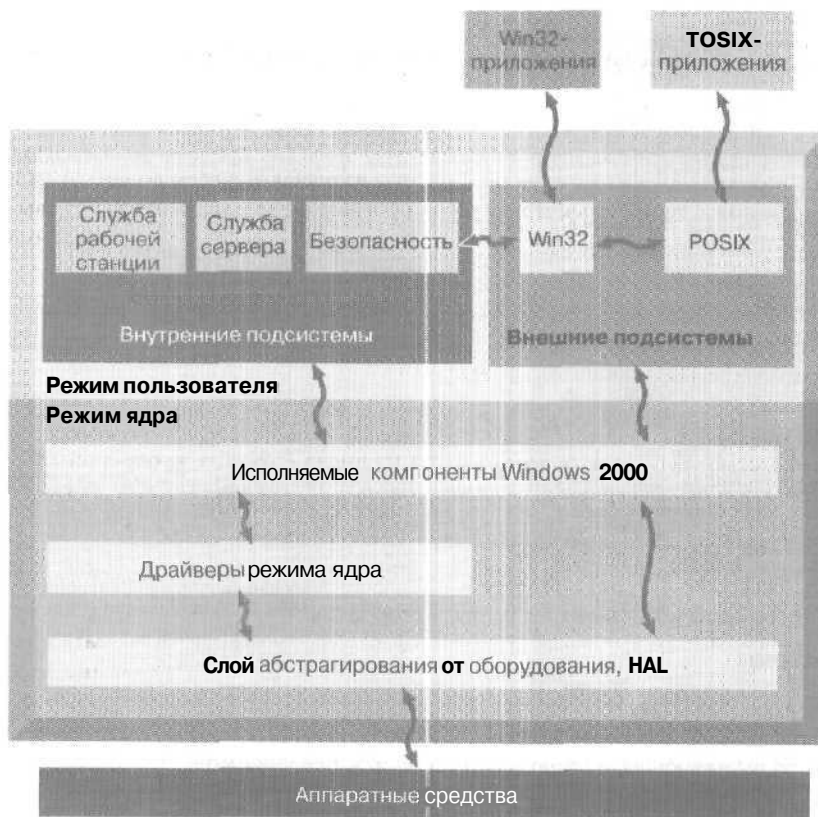 Win32-
приложения
TOSIX-
приложения
Служба
рабочей
станции
Служба
сервера
Безопасность
Win32
POSIX
Внутренние подсистемы
Внешние подсистемы
Режим пользователя
Режим ядра
Исполняемые комгоненты Windows 2000
Драйверы режима ядра
Слой абстрагирования от оборудования, HAL
Аппаратные средства